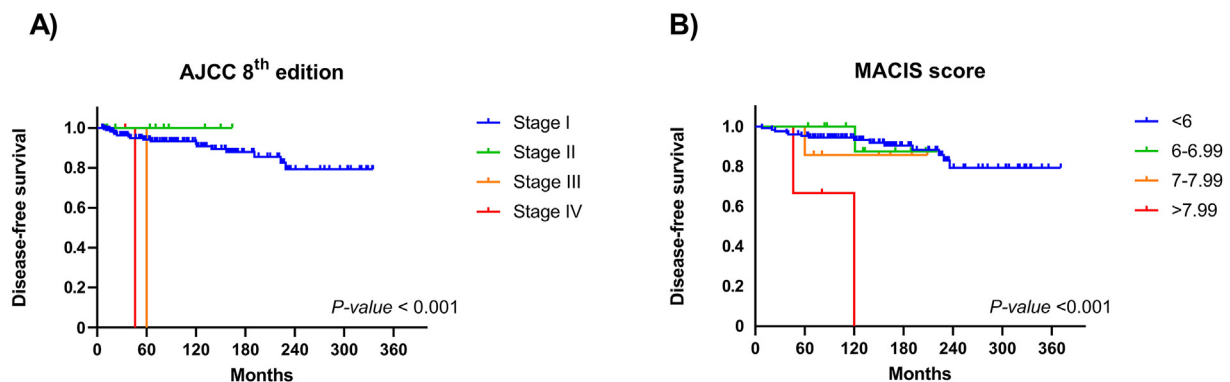 A)
AJCC 8th edition
Disease-free survival
1.0
0.8
0.6
0.4
0.2
0
0 60 120 180 240 300 360
Months
P-value < 0.001
Stage I
Stage II
Stage III
Stage IV
B)
MACIS score
Disease-free survival
1.0
0.8
0.6
0.4
0.2
0
0 60 120 180 240 300 360
Months
P-value <0.001
<6
6-6.99
7-7.99
>7.99